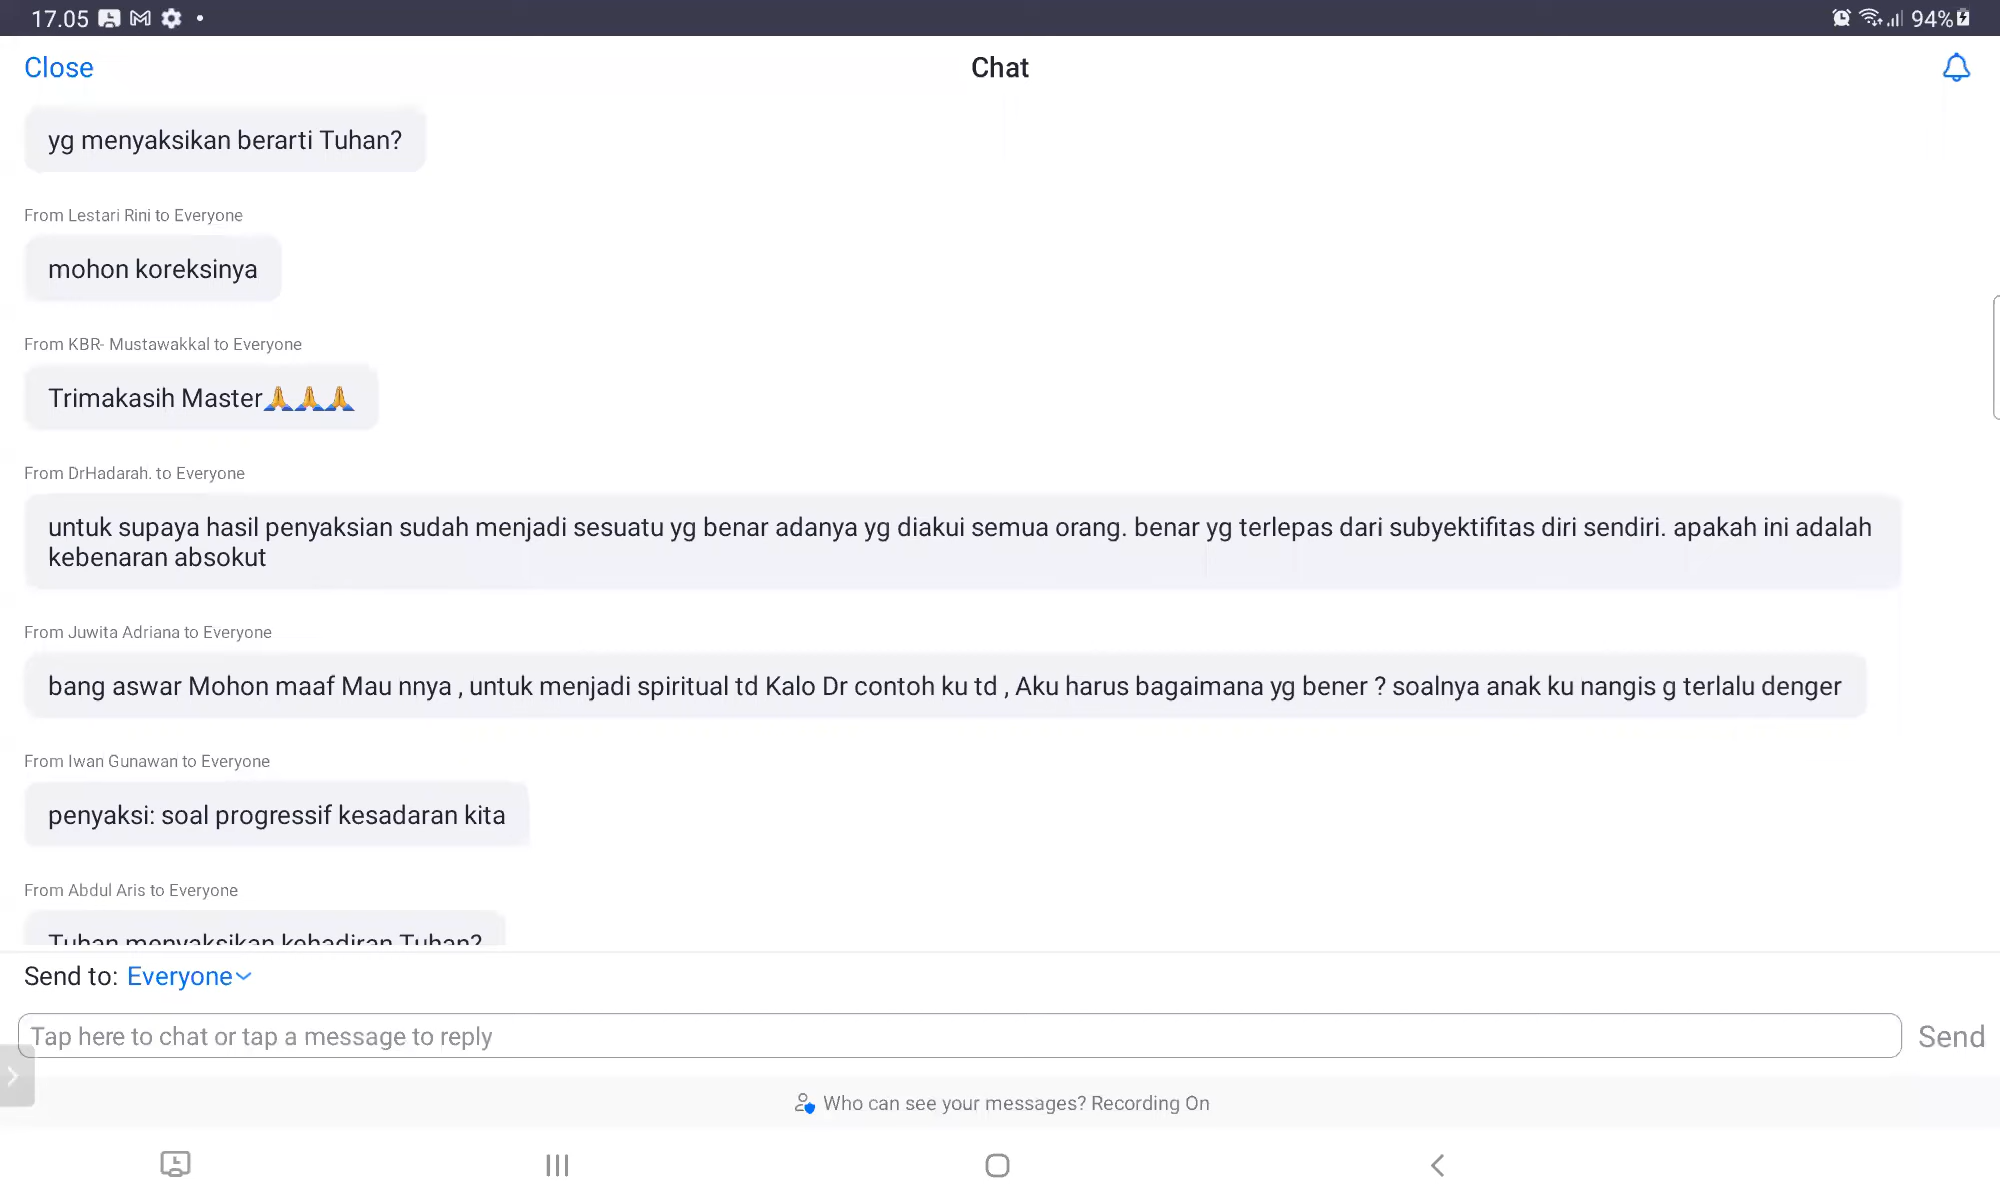 17.05
94%
Close
Chat
yg menyaksikan berarti Tuhan?
From Lestari Rini to Everyone
mohon koreksinya
From KBR- Mustawakkal to Everyone
Trimakasih Master🙏🙏🙏
From DrHadarah. to Everyone
untuk supaya hasil penyaksian sudah menjadi sesuatu yg benar adanya yg diakui semua orang. benar yg terlepas dari subyektifitas diri sendiri. apakah ini adalah
kebenaran absokut
From Juwita Adriana to Everyone
bang aswar Mohon maaf Mau nnya , untuk menjadi spiritual td Kalo Dr contoh ku td , Aku harus bagaimana yg bener ? soalnya anak ku nangis g terlalu denger
From Iwan Gunawan to Everyone
penyaksi: soal progressif kesadaran kita
From Abdul Aris to Everyone
Tuhan menyaksikan kehadiran Tuhan?
Send to: Everyone
Tap here to chat or tap a message to reply
Send
Who can see your messages? Recording On